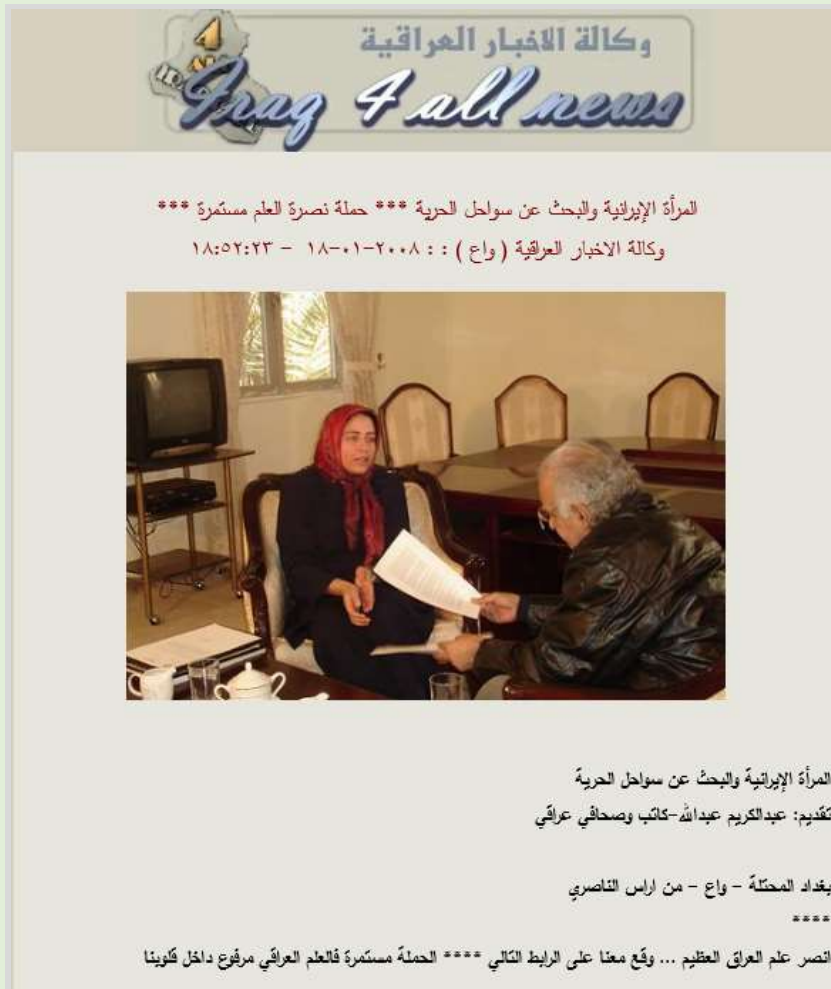 وكالة الاخبار العراقية
4
Iraq 4 all news
المرأة الإيرانية والبحث عن سواحل الحرية *** حملة نصرة العلم مستمرة ***
وكالة الاخبار العراقية ( واع ) : : ٢٠٠٨-٠١-١٨ – ١٨:٥٢:٢٣
المرأة الإيرانية والبحث عن سواحل الحرية
تقديم: عبدالكريم عبدالله-كاتب وصحافي عراقي
بغداد المحتلة – واع – من اراس الناصري
****
انصر علم العراق العظيم ... وقع معنا على الرابط التالي **** الحملة مستمرة فالعلم العراقي مرفوع داخل قلوبنا